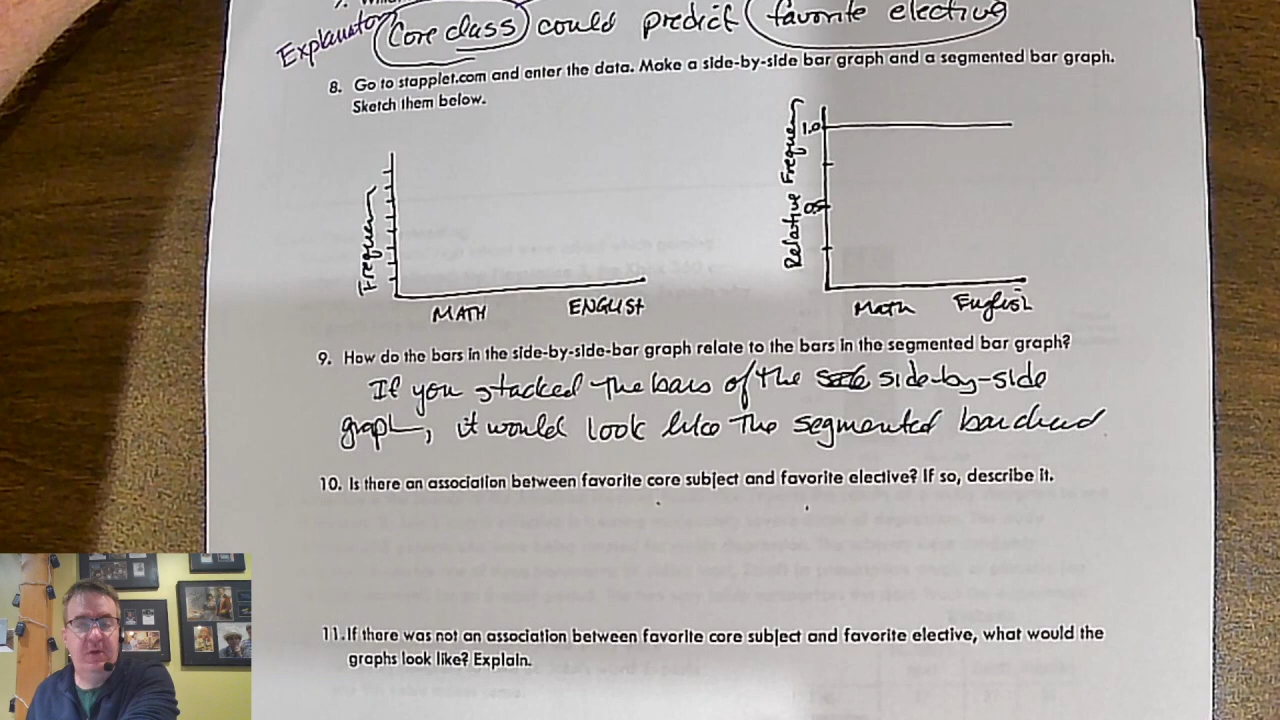 Explanatory
Core class could predict favorite elective
8. Go to stapplet.com and enter the data. Make a side-by-side bar graph and a segmented bar graph.
Sketch them below.
Frequency
MATH ENGLISH
Relative Frequency
1.0
Math English
9. How do the bars in the side-by-side-bar graph relate to the bars in the segmented bar graph?
If you stacked the bars of the side-by-side
graph, it would look like the segmented bar
10. Is there an association between favorite core subject and favorite elective? If so, describe it.
11. If there was not an association between favorite core subject and favorite elective, what would the
graphs look like? Explain.